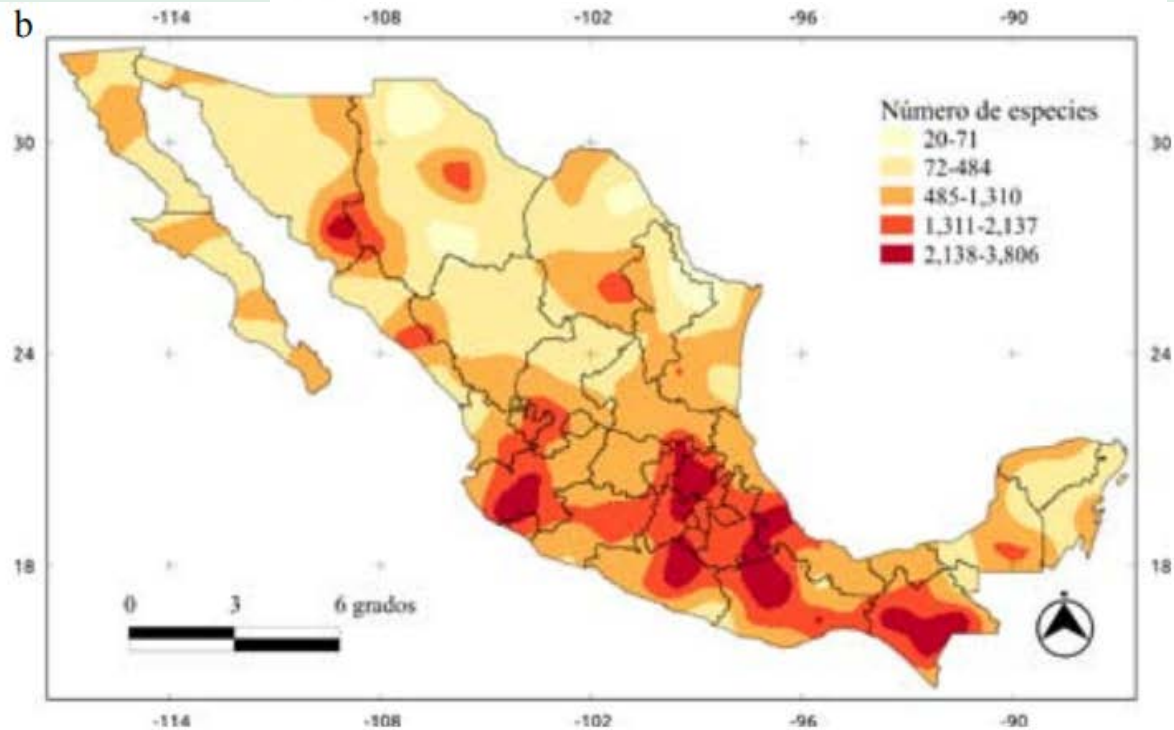 b
-114 -108 -102 -96 -90
Número de especies
20-71
72-484
485-1,310
1,311-2,137
2,138-3,806
30 30
24 24
18 18
0 3 6 grados
-114 -108 -102 -96 -90